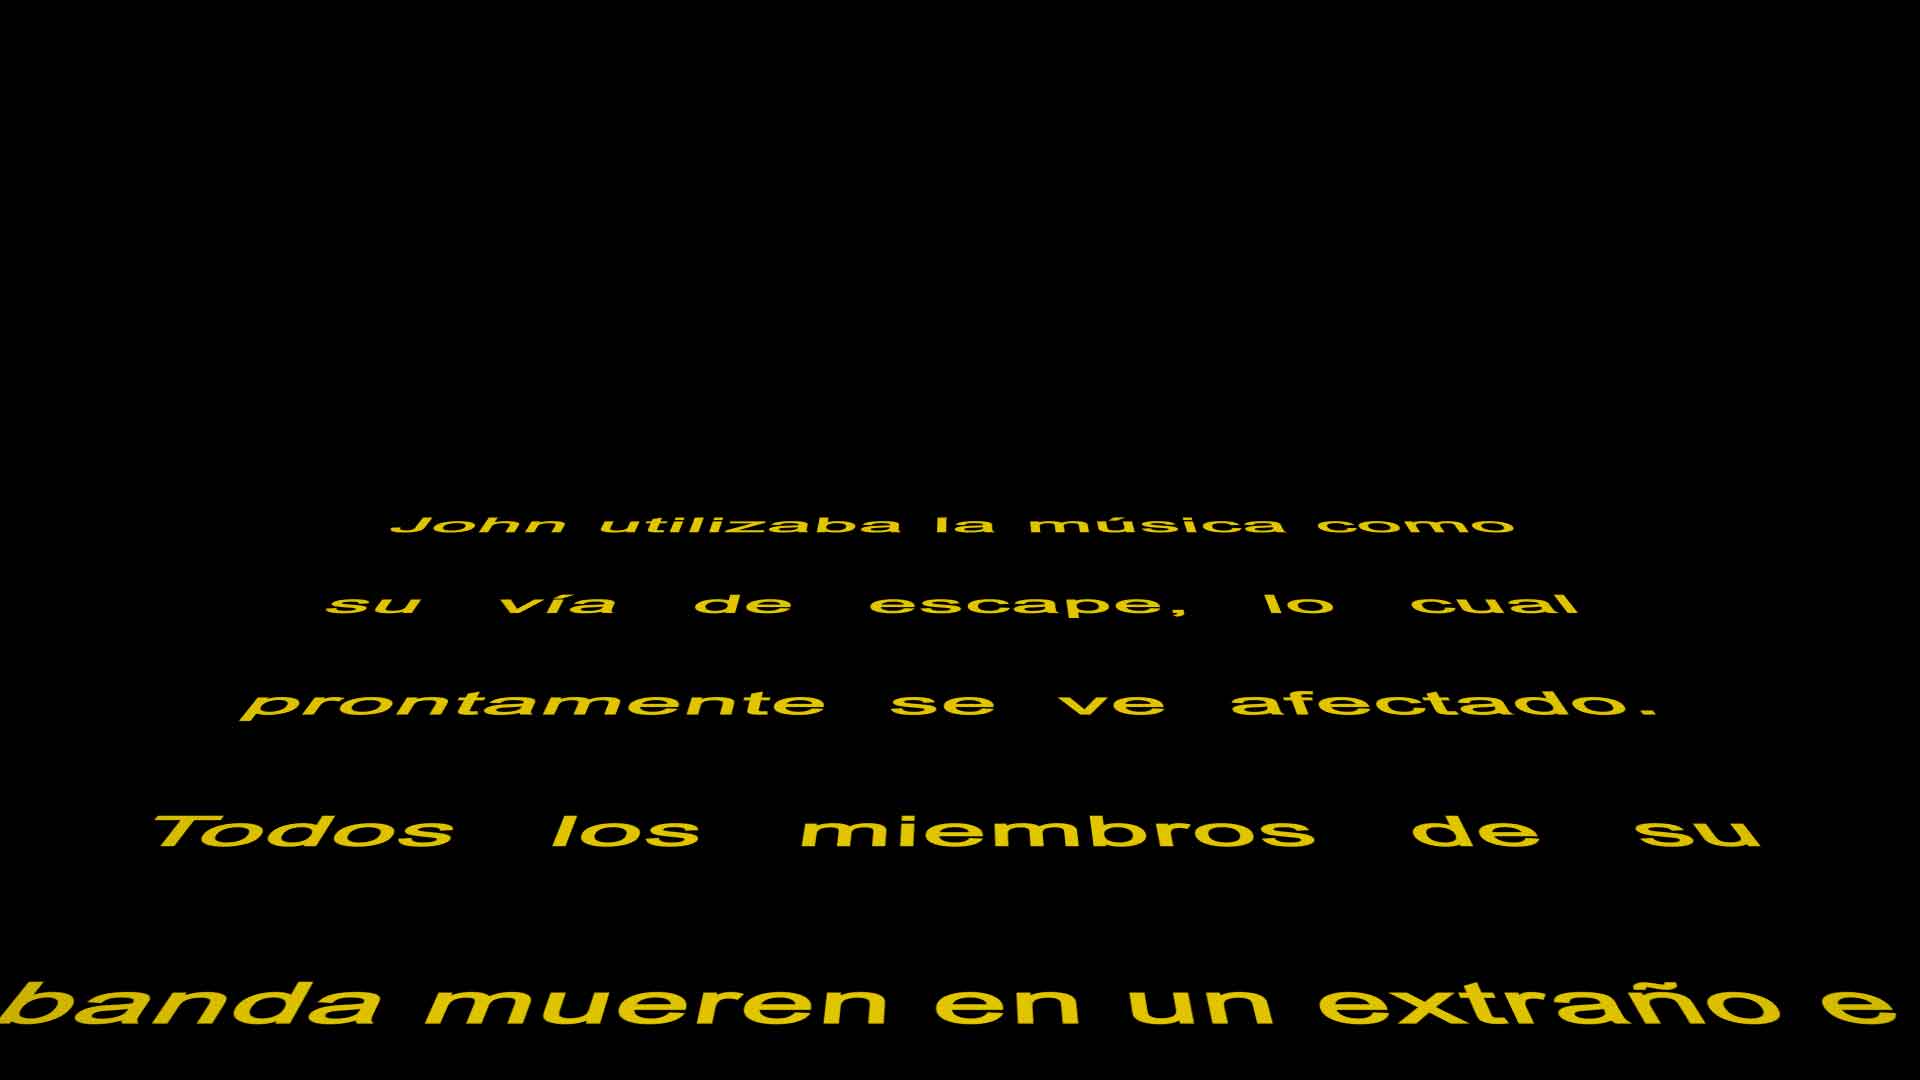 John utilizaba la música como
su vía de escape, lo cual
prontamente se ve afectado.
Todos los miembros de su
banda mueren en un extraño e